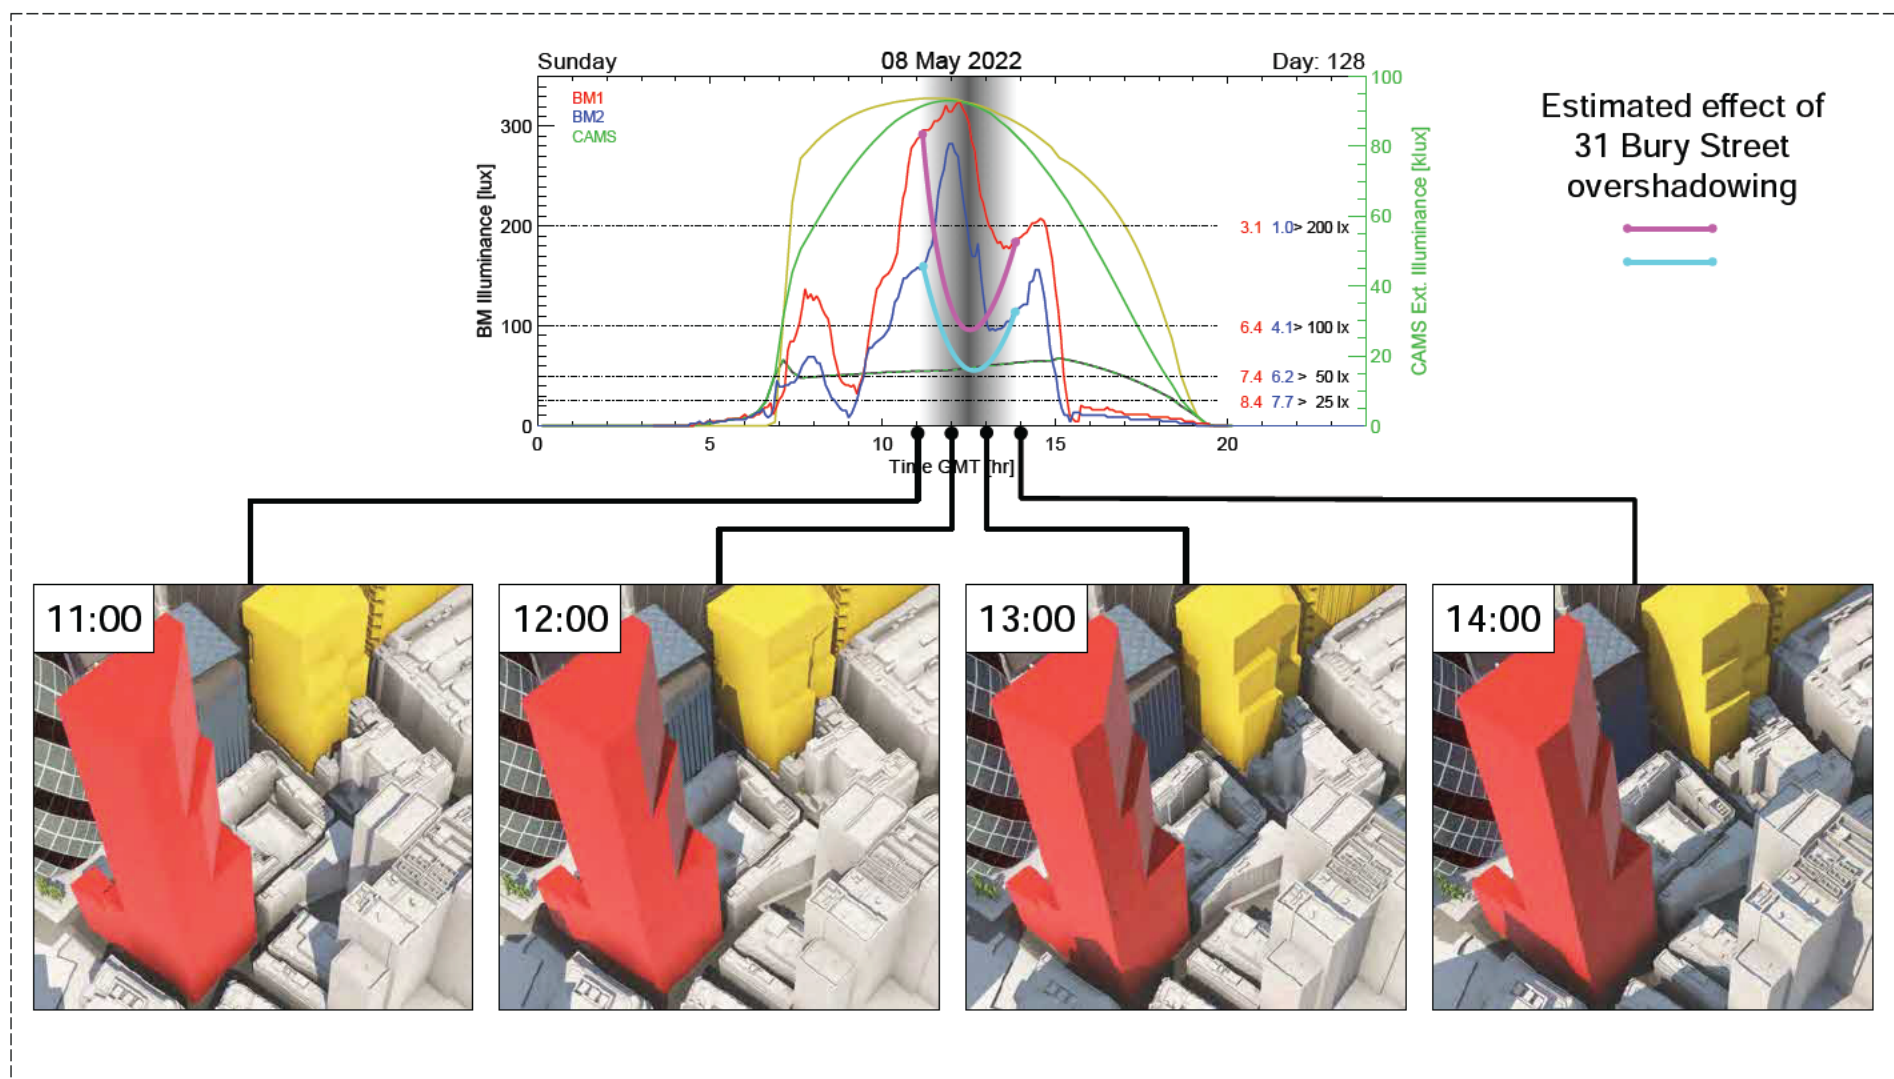 Sunday
08 May 2022
Day: 128
BM1
BM2
CAMS
BM Illuminance [lux]
300
200
100
0
CAMS Ext. Illuminance [klux]
100
80
60
40
20
0
3.1 1.0> 200 lx
6.4 4.1> 100 lx
7.4 6.2 > 50 lx
8.4 7.7 > 25 lx
0 5 10 15 20
Time GMT [hr]
Estimated effect of
31 Bury Street
overshadowing
11:00
12:00
13:00
14:00